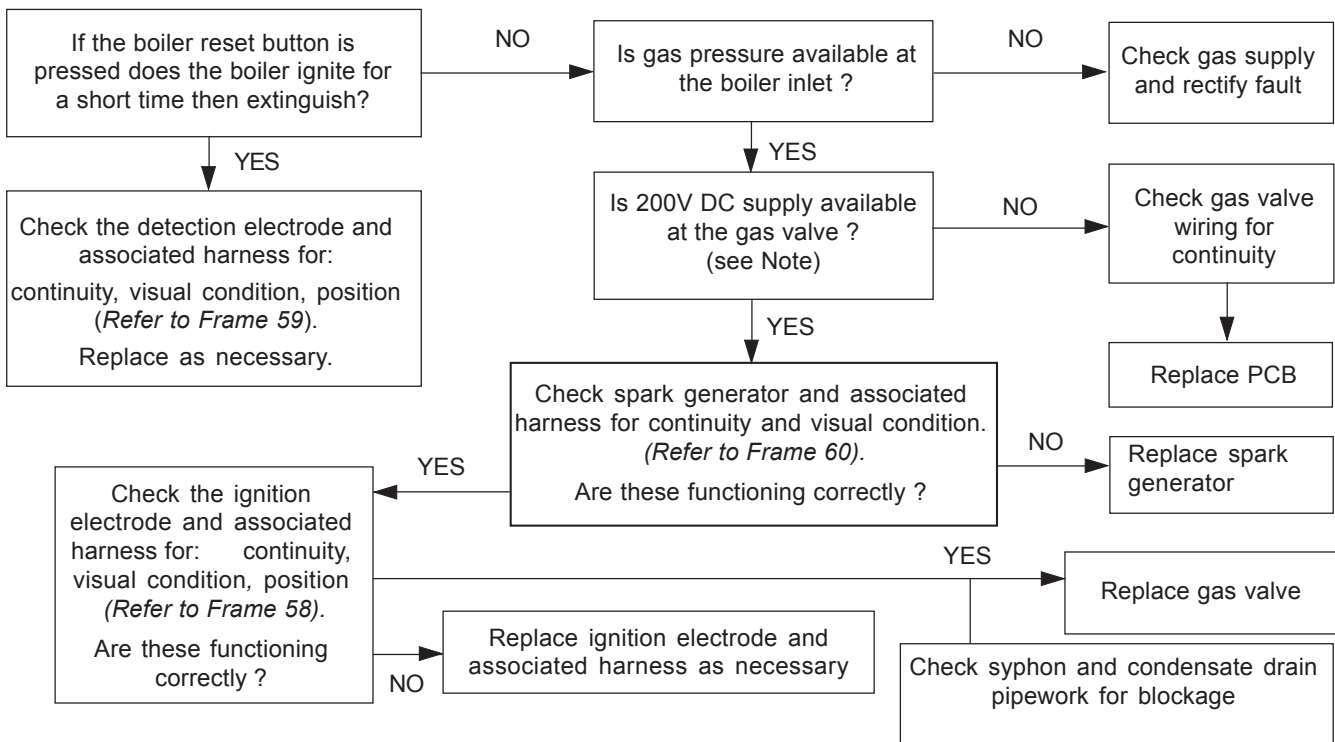 If the boiler reset button is
pressed does the boiler ignite for
a short time then extinguish?
NO
Is gas pressure available at
the boiler inlet ?
NO
Check gas supply
and rectify fault
YES
YES
Check the detection electrode and
associated harness for:
continuity, visual condition, position
(Refer to Frame 59).
Replace as necessary.
Is 200V DC supply available
at the gas valve ?
(see Note)
NO
Check gas valve
wiring for
continuity
YES
Replace PCB
Check spark generator and associated
harness for continuity and visual condition.
(Refer to Frame 60).
Are these functioning correctly ?
NO
Replace spark
generator
YES
Check the ignition
electrode and associated
harness for: continuity,
visual condition, position
(Refer to Frame 58).
Are these functioning
correctly ?
YES
Replace gas valve
NO
Replace ignition electrode and
associated harness as necessary
Check syphon and condensate drain
pipework for blockage